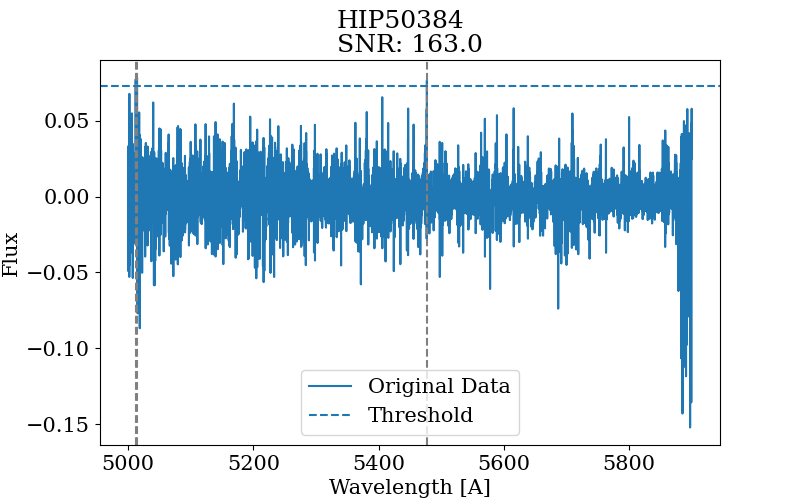 HIP50384
SNR: 163.0
Flux
0.05
0.00
−0.05
−0.10
−0.15
Original Data
Threshold
5000 5200 5400 5600 5800
Wavelength [A]